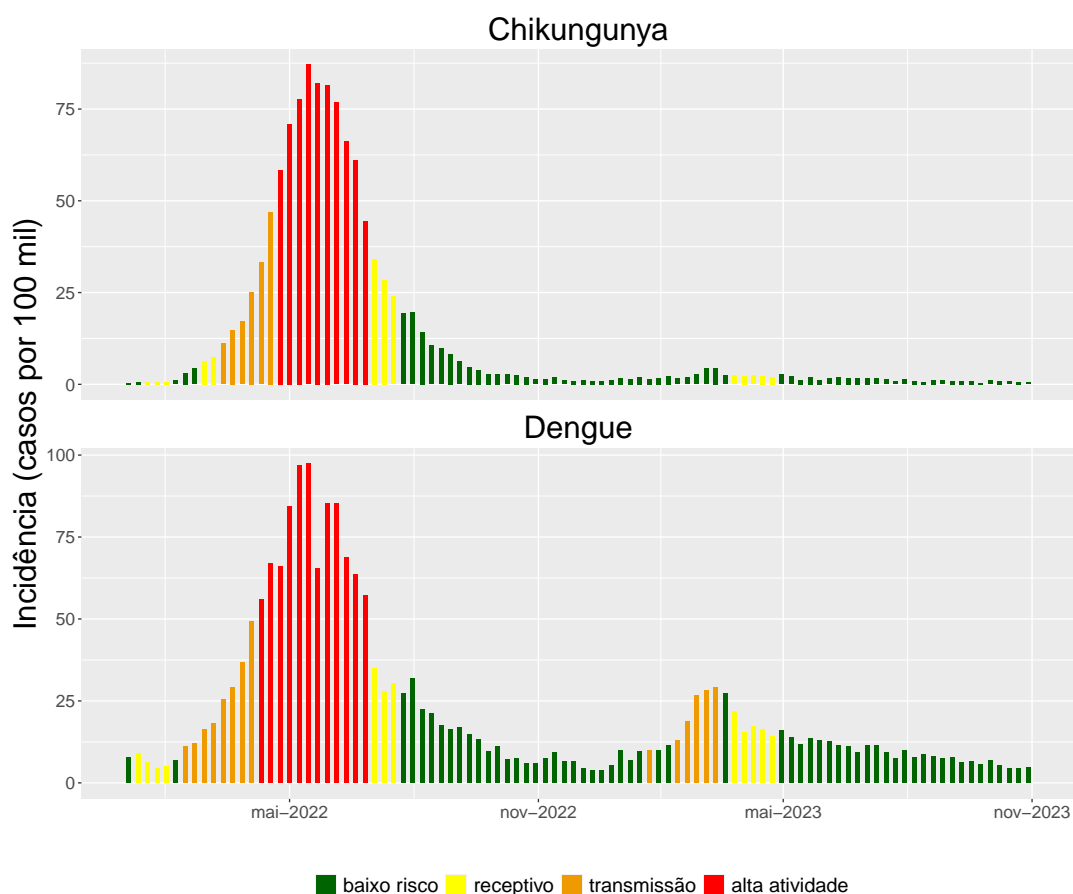 Chikungunya
75
50
25
0
Dengue
100
75
50
25
0
Incidência (casos por 100 mil)
mai−2022
nov−2022
mai−2023
nov−2023
baixo risco
receptivo
transmissão
alta atividade